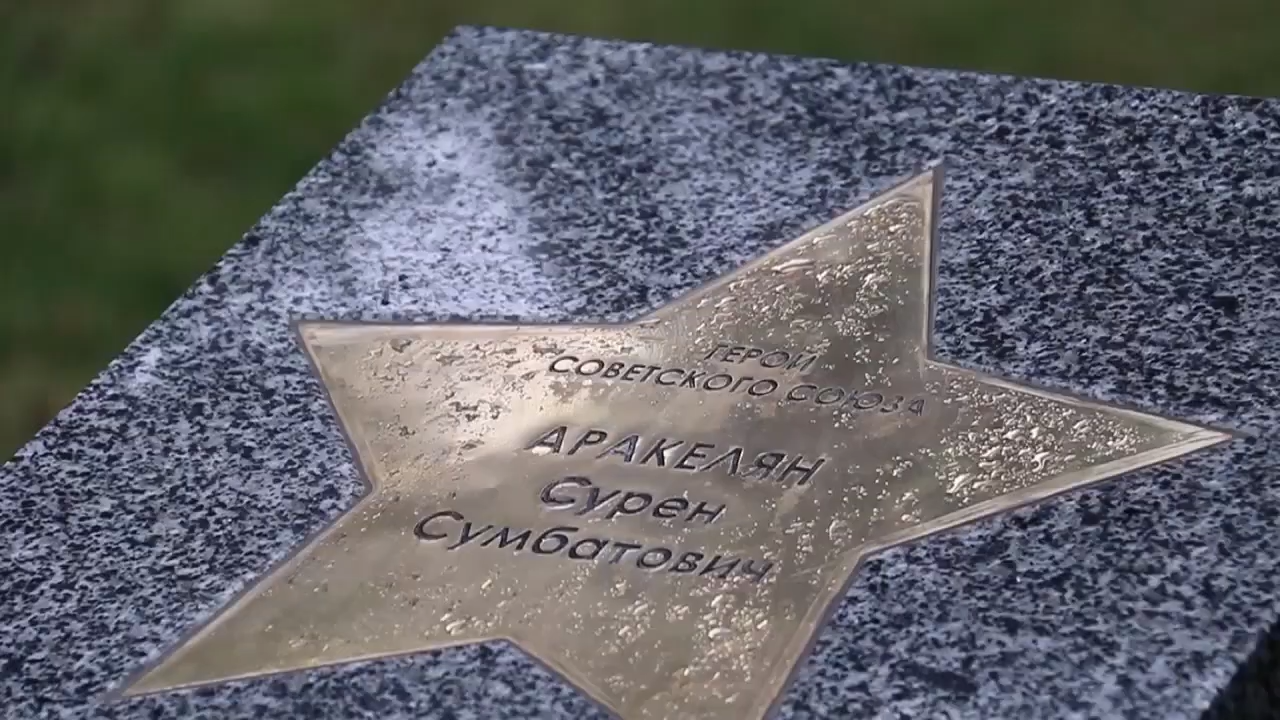 ГЕРОЙ
СОВЕТСКОГО СОЮЗА
АРАКЕЛЯН
Сурен
Сумбатович